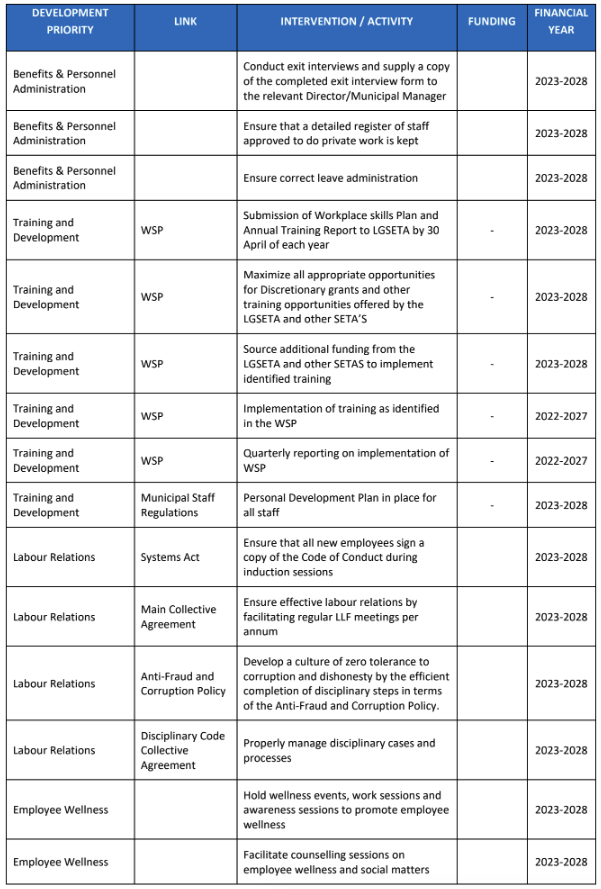 DEVELOPMENT PRIORITY | LINK | INTERVENTION / ACTIVITY | FUNDING | FINANCIAL YEAR
Benefits & Personnel Administration | | Conduct exit interviews and supply a copy of the completed exit interview form to the relevant Director/Municipal Manager | | 2023-2028
Benefits & Personnel Administration | | Ensure that a detailed register of staff approved to do private work is kept | | 2023-2028
Benefits & Personnel Administration | | Ensure correct leave administration | | 2023-2028
Training and Development | WSP | Submission of Workplace skills Plan and Annual Training Report to LGSETA by 30 April of each year | - | 2023-2028
Training and Development | WSP | Maximize all appropriate opportunities for Discretionary grants and other training opportunities offered by the LGSETA and other SETA'S | - | 2023-2028
Training and Development | WSP | Source additional funding from the LGSETA and other SETAS to implement identified training | - | 2023-2028
Training and Development | WSP | Implementation of training as identified in the WSP | - | 2022-2027
Training and Development | WSP | Quarterly reporting on implementation of WSP | - | 2022-2027
Training and Development | Municipal Staff Regulations | Personal Development Plan in place for all staff | - | 2023-2028
Labour Relations | Systems Act | Ensure that all new employees sign a copy of the Code of Conduct during induction sessions | | 2023-2028
Labour Relations | Main Collective Agreement | Ensure effective labour relations by facilitating regular LLF meetings per annum | | 2023-2028
Labour Relations | Anti-Fraud and Corruption Policy | Develop a culture of zero tolerance to corruption and dishonesty by the efficient completion of disciplinary steps in terms of the Anti-Fraud and Corruption Policy. | | 2023-2028
Labour Relations | Disciplinary Code Collective Agreement | Properly manage disciplinary cases and processes | | 2023-2028
Employee Wellness | | Hold wellness events, work sessions and awareness sessions to promote employee wellness | | 2023-2028
Employee Wellness | | Facilitate counselling sessions on employee wellness and social matters | | 2023-2028